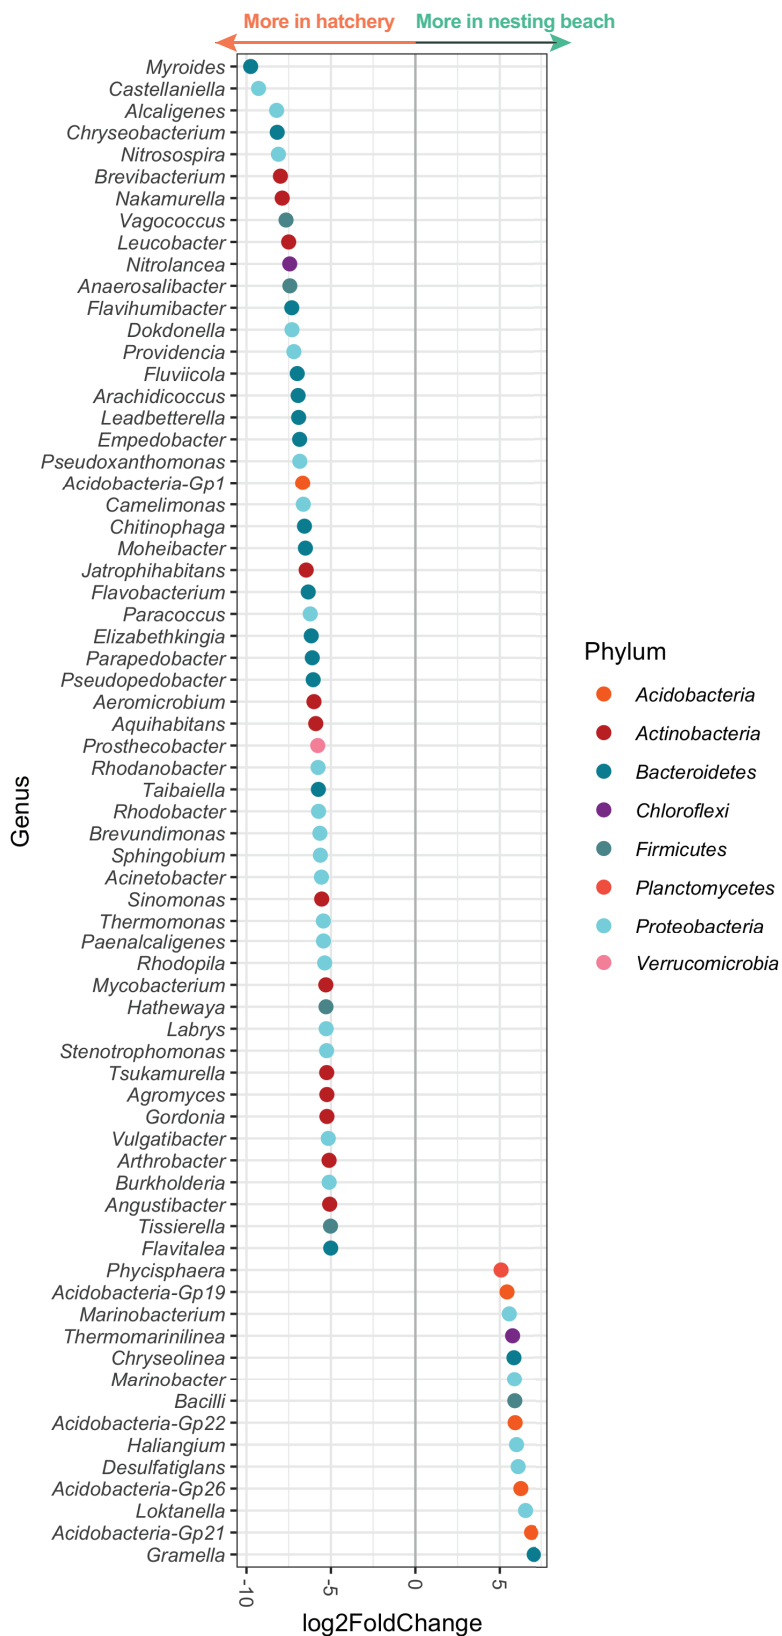 More in hatchery
More in nesting beach
Myroides
Castellaniella
Alcaligenes
Chryseobacterium
Nitrosospira
Brevibacterium
Nakamurella
Vagococcus
Leucobacter
Nitrolancea
Anaerosalibacter
Flavihumibacter
Dokdonella
Providencia
Fluviicola
Arachidicoccus
Leadbetterella
Empedobacter
Pseudoxanthomonas
Acidobacteria-Gp1
Camelimonas
Chitinophaga
Moheibacter
Jatrophihabitans
Flavobacterium
Paracoccus
Elizabethkingia
Parapedobacter
Pseudopedobacter
Aeromicrobium
Aquihabitans
Prosthecobacter
Rhodanobacter
Taibaiella
Rhodobacter
Brevundimonas
Sphingobium
Acinetobacter
Sinomonas
Thermomonas
Paenalcaligenes
Rhodopila
Mycobacterium
Hathewaya
Labrys
Stenotrophomonas
Tsukamurella
Agromyces
Gordonia
Vulgatibacter
Arthrobacter
Burkholderia
Angustibacter
Tissierella
Flavitalea
Phycisphaera
Acidobacteria-Gp19
Marinobacterium
Thermomarinilinea
Chryseolinea
Marinobacter
Bacilli
Acidobacteria-Gp22
Haliangium
Desulfatiglans
Acidobacteria-Gp26
Loktanella
Acidobacteria-Gp21
Gramella
Genus
-10
-5
0
5
log2FoldChange
Phylum
Acidobacteria
Actinobacteria
Bacteroidetes
Chloroflexi
Firmicutes
Planctomycetes
Proteobacteria
Verrucomicrobia